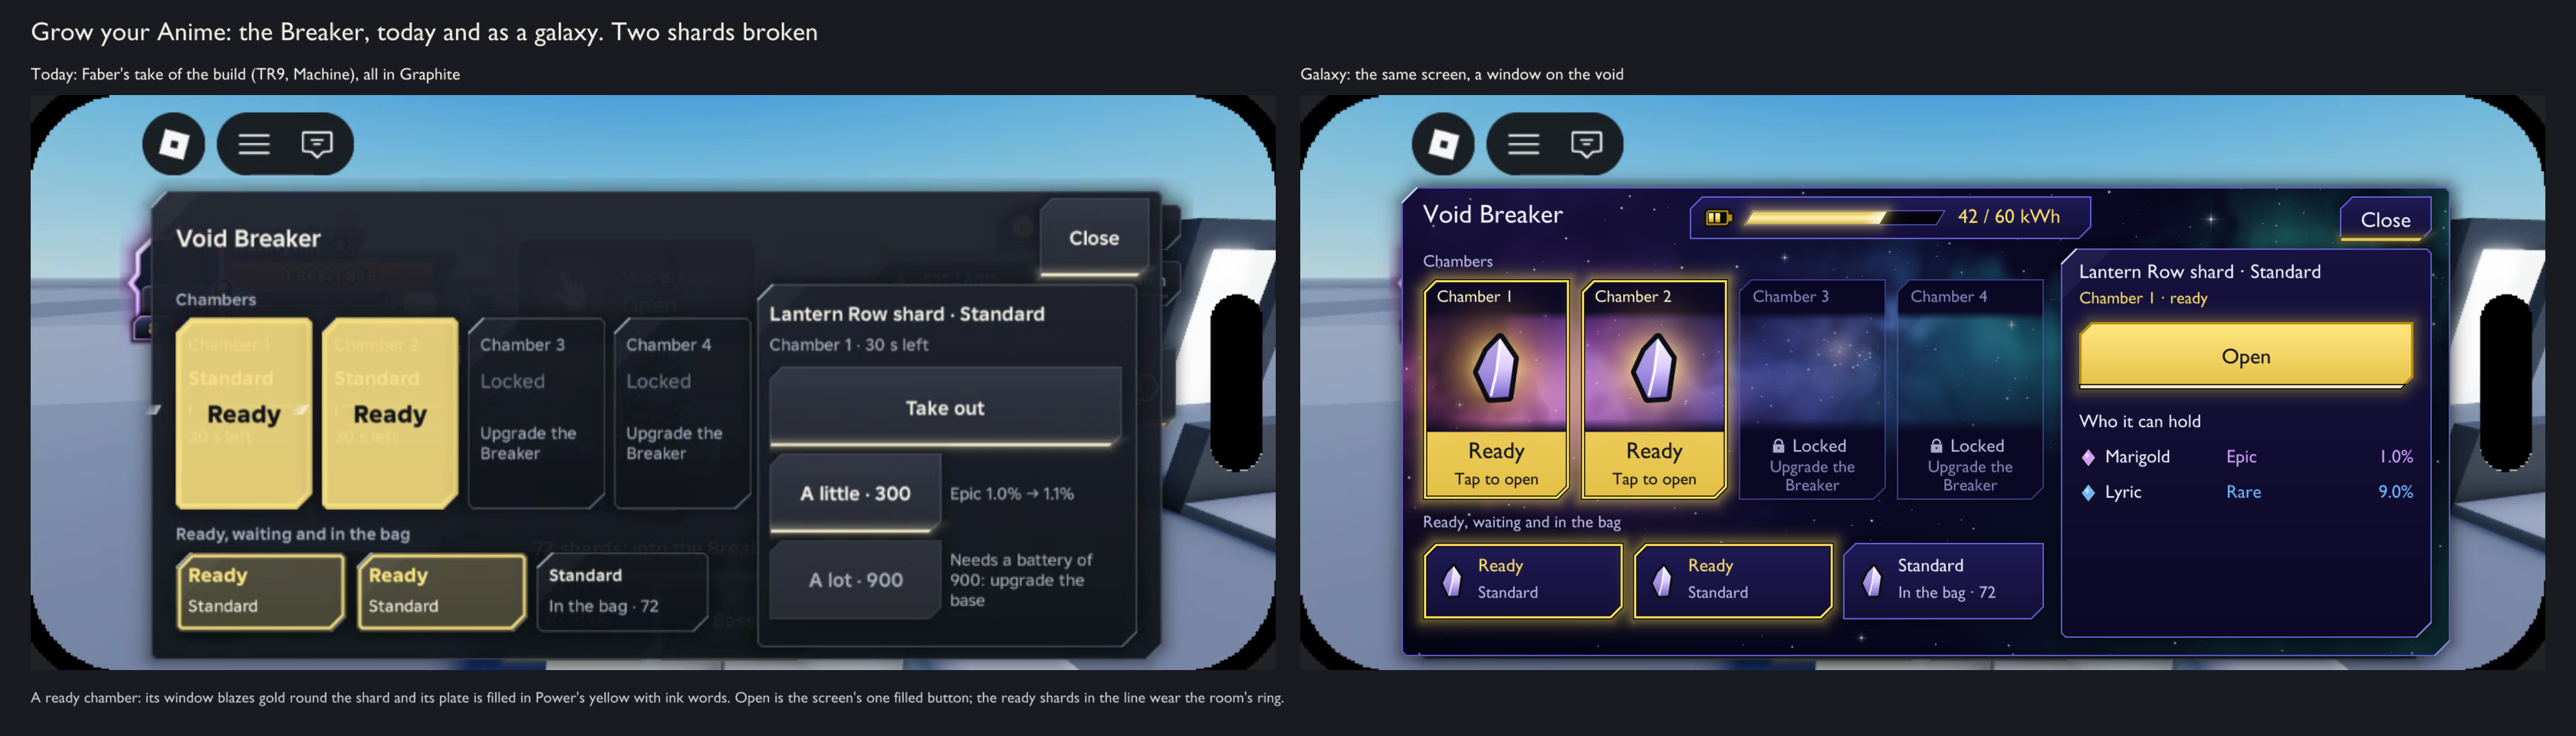 Grow your Anime: the Breaker, today and as a galaxy. Two shards broken
Today: Faber's take of the build (TR9, Machine), all in Graphite
Void Breaker
Close
Chambers
Chamber 1
Standard
Ready
30 s left
Chamber 2
Standard
Ready
30 s left
Chamber 3
Locked
Upgrade the
Breaker
Chamber 4
Locked
Upgrade the
Breaker
Ready, waiting and in the bag
Ready
Standard
Ready
Standard
Standard
In the bag · 72
Lantern Row shard · Standard
Chamber 1 · 30 s left
Take out
A little · 300
Epic 1.0% → 1.1%
A lot · 900
Needs a battery of
900: upgrade the
base
Galaxy: the same screen, a window on the void
Void Breaker
42 / 60 kWh
Close
Chambers
Chamber 1
Ready
Tap to open
Chamber 2
Ready
Tap to open
Chamber 3
Locked
Upgrade the
Breaker
Chamber 4
Locked
Upgrade the
Breaker
Ready, waiting and in the bag
Ready
Standard
Ready
Standard
Standard
In the bag · 72
Lantern Row shard · Standard
Chamber 1 · ready
Open
Who it can hold
Marigold Epic 1.0%
Lyric Rare 9.0%
A ready chamber: its window blazes gold round the shard and its plate is filled in Power's yellow with ink words. Open is the screen's one filled button; the ready shards in the line wear the room's ring.